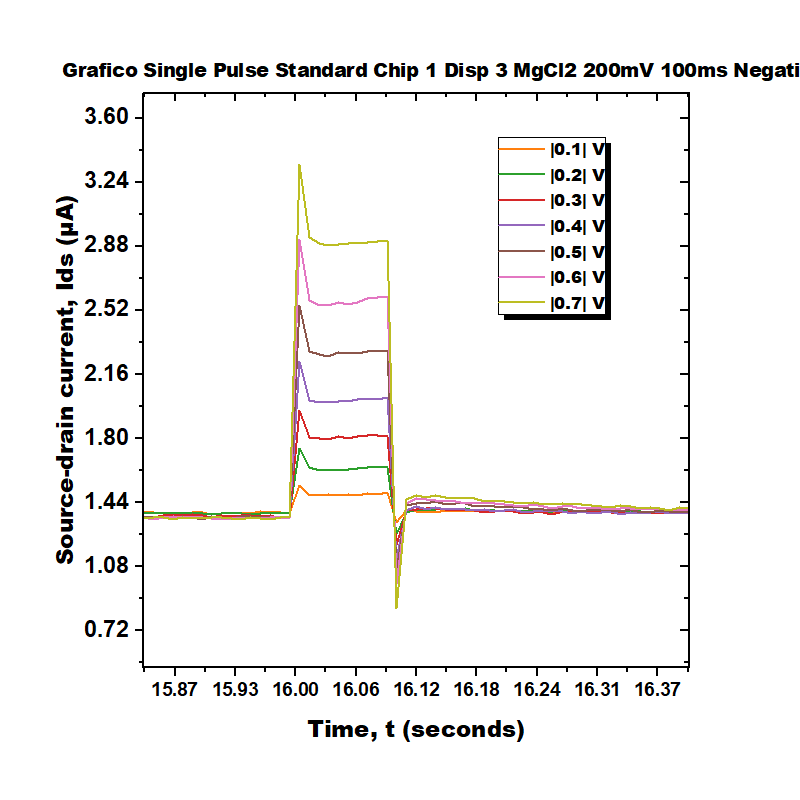 Grafico Single Pulse Standard Chip 1 Disp 3 MgCl2 200mV 100ms Negati
3.60
3.24
2.88
2.52
2.16
1.80
1.44
1.08
0.72
Source-drain current, Ids (µA)
|0.1| V
|0.2| V
|0.3| V
|0.4| V
|0.5| V
|0.6| V
|0.7| V
15.87 15.93 16.00 16.06 16.12 16.18 16.24 16.31 16.37
Time, t (seconds)